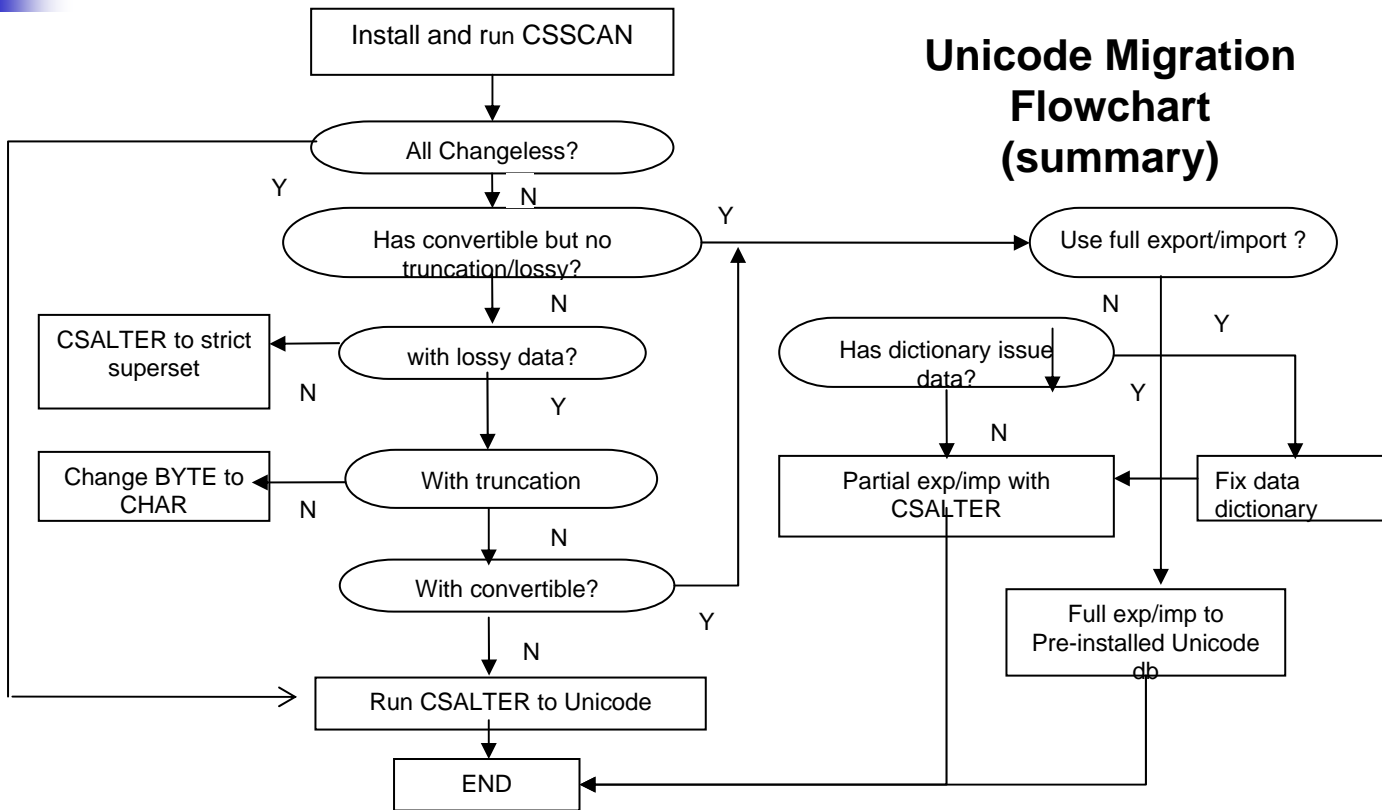 Install and run CSSCAN
Unicode Migration
Flowchart
(summary)
All Changeless?
Y
N
Has convertible but no
truncation/lossy?
Y
Use full export/import ?
N
N
Y
CSALTER to strict
superset
with lossy data?
Has dictionary issue
data?
N
Y
Y
N
Change BYTE to
CHAR
With truncation
Partial exp/imp with
CSALTER
Fix data
dictionary
N
N
With convertible?
Y
Full exp/imp to
Pre-installed Unicode
db
N
Run CSALTER to Unicode
END